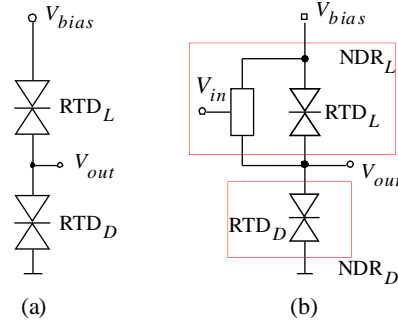 V_bias
RTD_L
V_out
RTD_D
(a)
V_bias
NDR_L
V_in
RTD_L
V_out
RTD_D
NDR_D
(b)